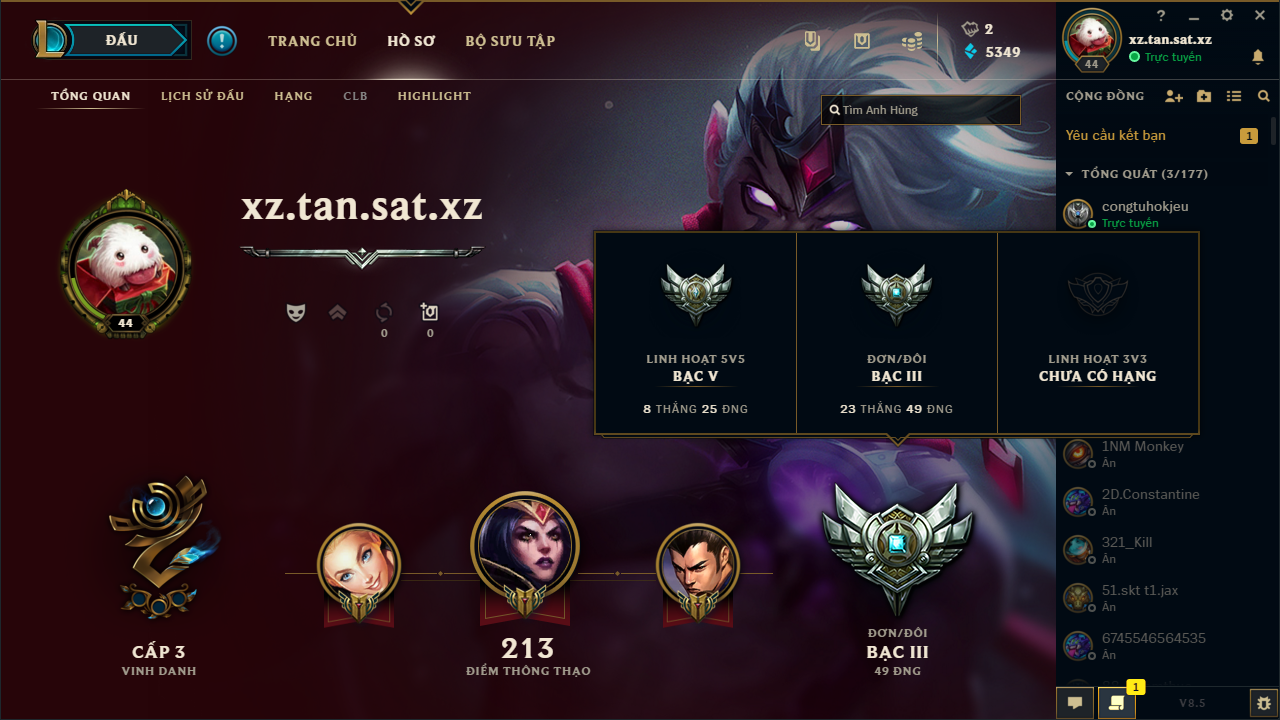 ĐẤU
TRANG CHỦ
HỒ SƠ
BỘ SƯU TẬP
2
5349
?
xz.tan.sat.xz
Trực tuyến
44
TỔNG QUAN
LỊCH SỬ ĐẤU
HẠNG
CLB
HIGHLIGHT
Tìm Anh Hùng
CỘNG ĐỒNG
Yêu cầu kết bạn
1
TỔNG QUÁT (3/177)
congtuhokjeu
Trực tuyến
xz.tan.sat.xz
44
0
0
LINH HOẠT 5V5
BẠC V
8 THẮNG 25 ĐNG
ĐƠN/ĐÔI
BẠC III
23 THẮNG 49 ĐNG
LINH HOẠT 3V3
CHƯA CÓ HẠNG
1NM Monkey
Ẩn
2D.Constantine
Ẩn
321_Kill
Ẩn
51.skt t1.jax
Ẩn
6745546564535
Ẩn
CẤP 3
VINH DANH
213
ĐIỂM THÔNG THẠO
ĐƠN/ĐÔI
BẠC III
49 ĐNG
1
V8.5